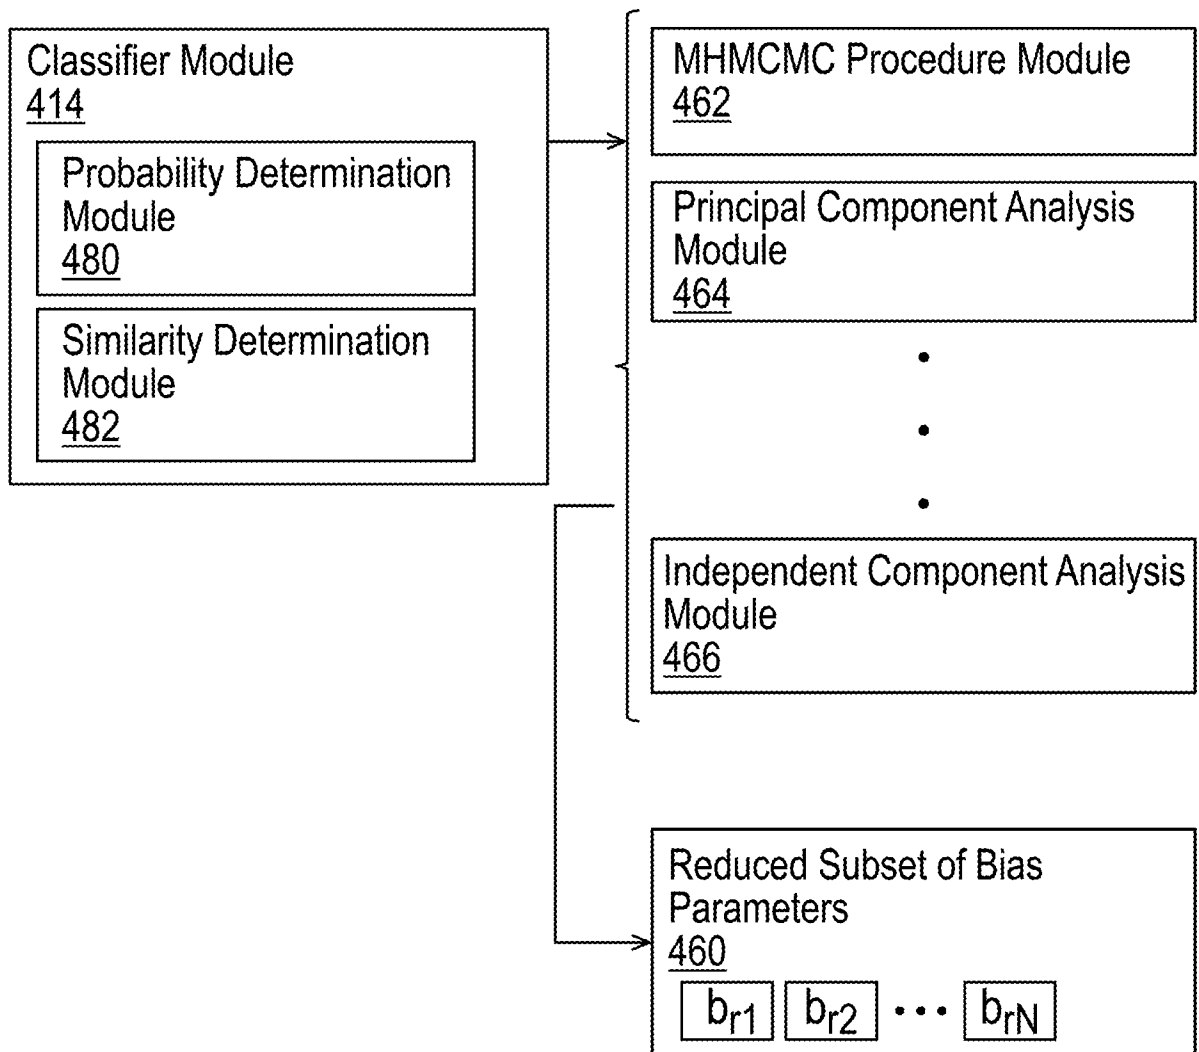 Classifier Module
414
Probability Determination
Module
480
Similarity Determination
Module
482
MHMCMC Procedure Module
462
Principal Component Analysis
Module
464
Independent Component Analysis
Module
466
Reduced Subset of Bias
Parameters
460
br1 br2 ••• brN